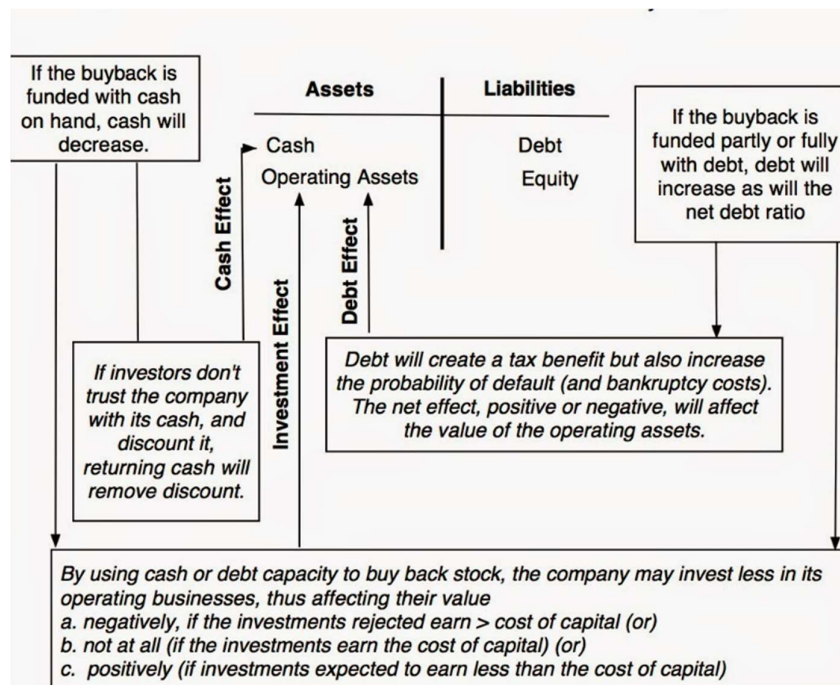 If the buyback is
funded with cash
on hand, cash will
decrease.
Assets
Liabilities
Cash
Debt
Operating Assets
Equity
If the buyback is
funded partly or fully
with debt, debt will
increase as will the
net debt ratio
Cash Effect
Investment Effect
Debt Effect
If investors don't
trust the company
with its cash, and
discount it,
returning cash will
remove discount.
Debt will create a tax benefit but also increase
the probability of default (and bankruptcy costs).
The net effect, positive or negative, will affect
the value of the operating assets.
By using cash or debt capacity to buy back stock, the company may invest less in its
operating businesses, thus affecting their value
a. negatively, if the investments rejected earn > cost of capital (or)
b. not at all (if the investments earn the cost of capital) (or)
c. positively (if investments expected to earn less than the cost of capital)